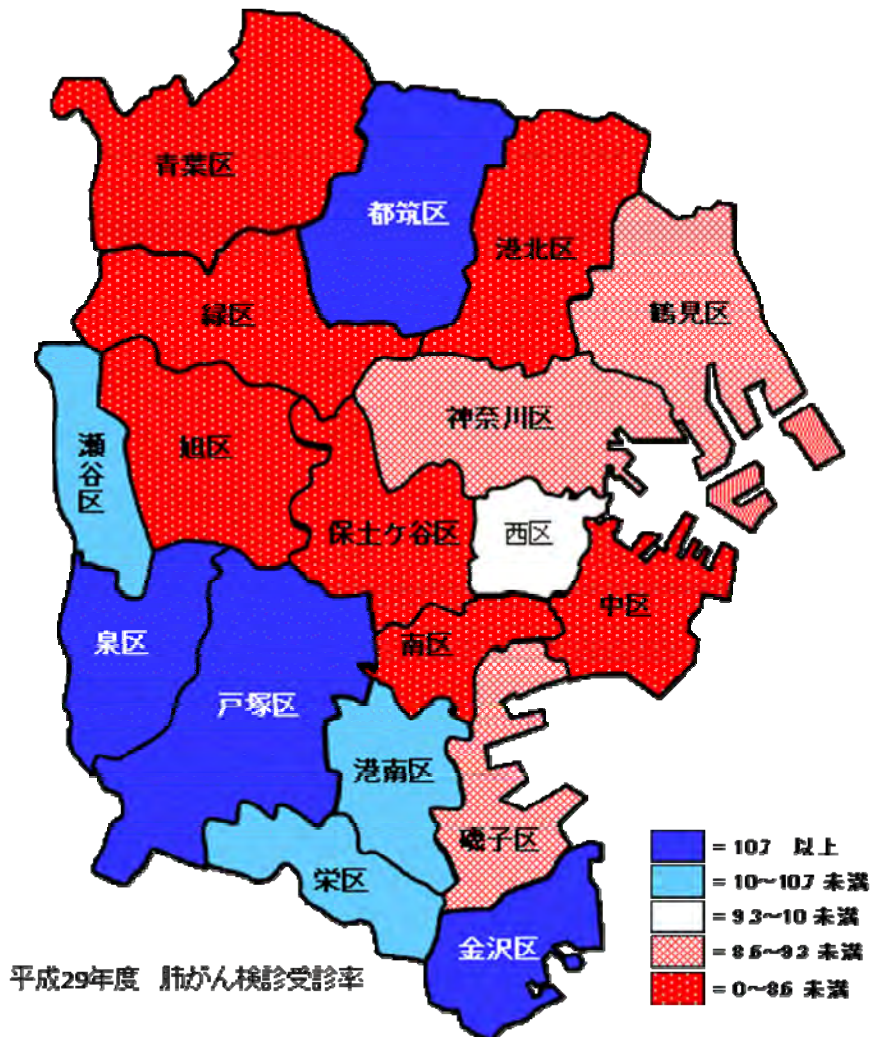 青葉区
都筑区
港北区
緑区
鶴見区
神奈川区
瀬谷区
旭区
保土ケ谷区
西区
中区
泉区
南区
戸塚区
港南区
磯子区
栄区
金沢区
= 10.7 以上
= 10~10.7 未満
= 9.3~10 未満
= 8.6~9.3 未満
= 0~8.6 未満
平成29年度 肺がん検診受診率